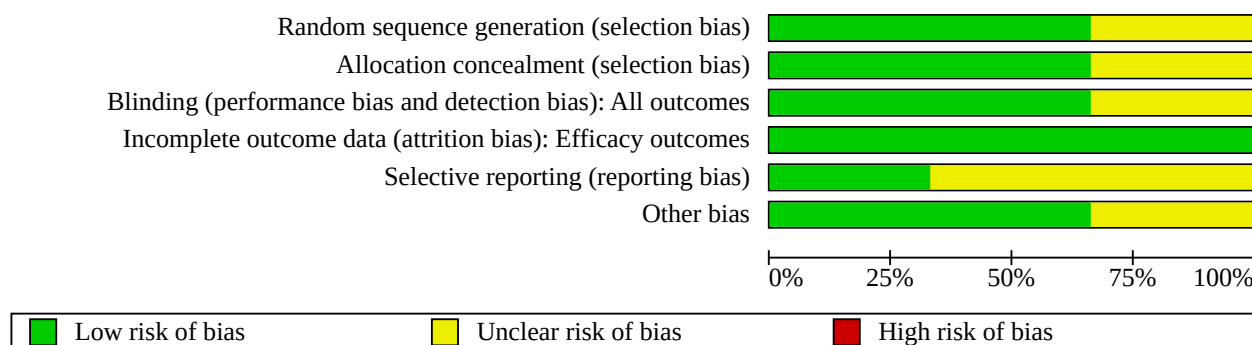 Random sequence generation (selection bias)
Allocation concealment (selection bias)
Blinding (performance bias and detection bias): All outcomes
Incomplete outcome data (attrition bias): Efficacy outcomes
Selective reporting (reporting bias)
Other bias
0% 25% 50% 75% 100%
Low risk of bias Unclear risk of bias High risk of bias